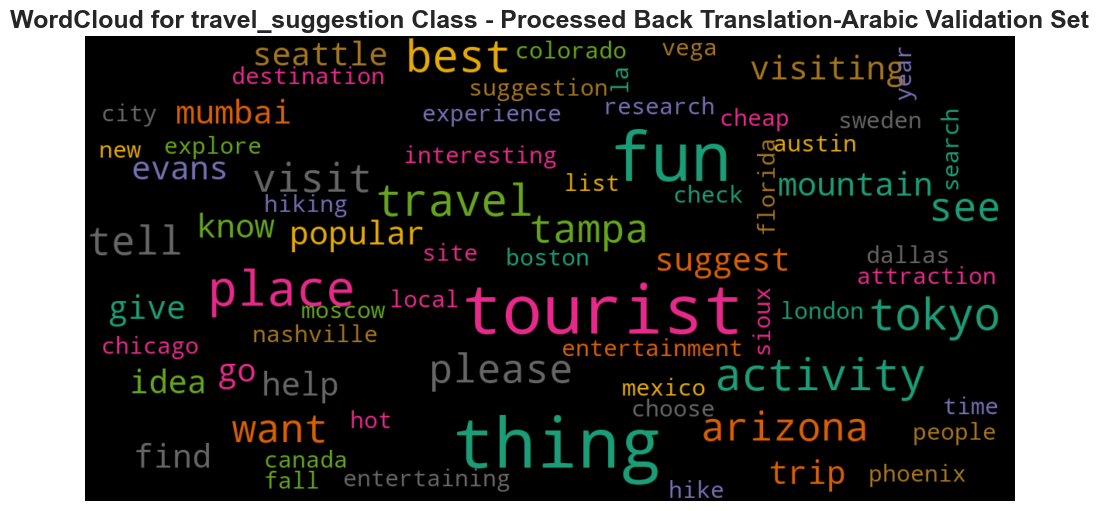 WordCloud for travel_suggestion Class - Processed Back Translation-Arabic Validation Set
seattle
best
colorado
vega
la
visiting
year
destination
suggestion
city
mumbai
experience
research
cheap
sweden
search
new
explore
interesting
fun
florida
austin
evans
visit
list
check
mountain
hiking
travel
see
know
popular
tampa
tell
site
boston
suggest
dallas
attraction
place
give
moscow
local
tourist
sioux
london
tokyo
nashville
chicago
entertainment
idea
go
help
please
mexico
activity
choose
time
want
hot
thing
arizona
people
find
canada
fall
entertaining
hike
trip
phoenix